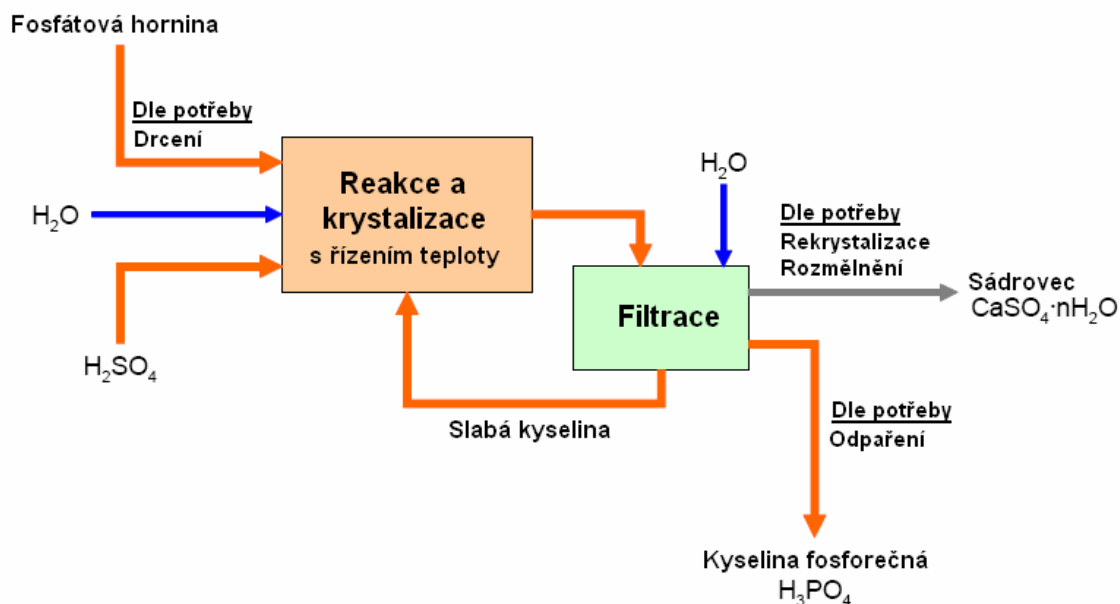 Fosfátová hornina
Dle potřeby
Drcení
H₂O
H₂SO₄
Reakce a
krystalizace
s řízením teploty
H₂O
Filtrace
Dle potřeby
Rekrystalizace
Rozmělnění
Sádrovec
CaSO₄·nH₂O
Slabá kyselina
Dle potřeby
Odpaření
Kyselina fosforečná
H₃PO₄